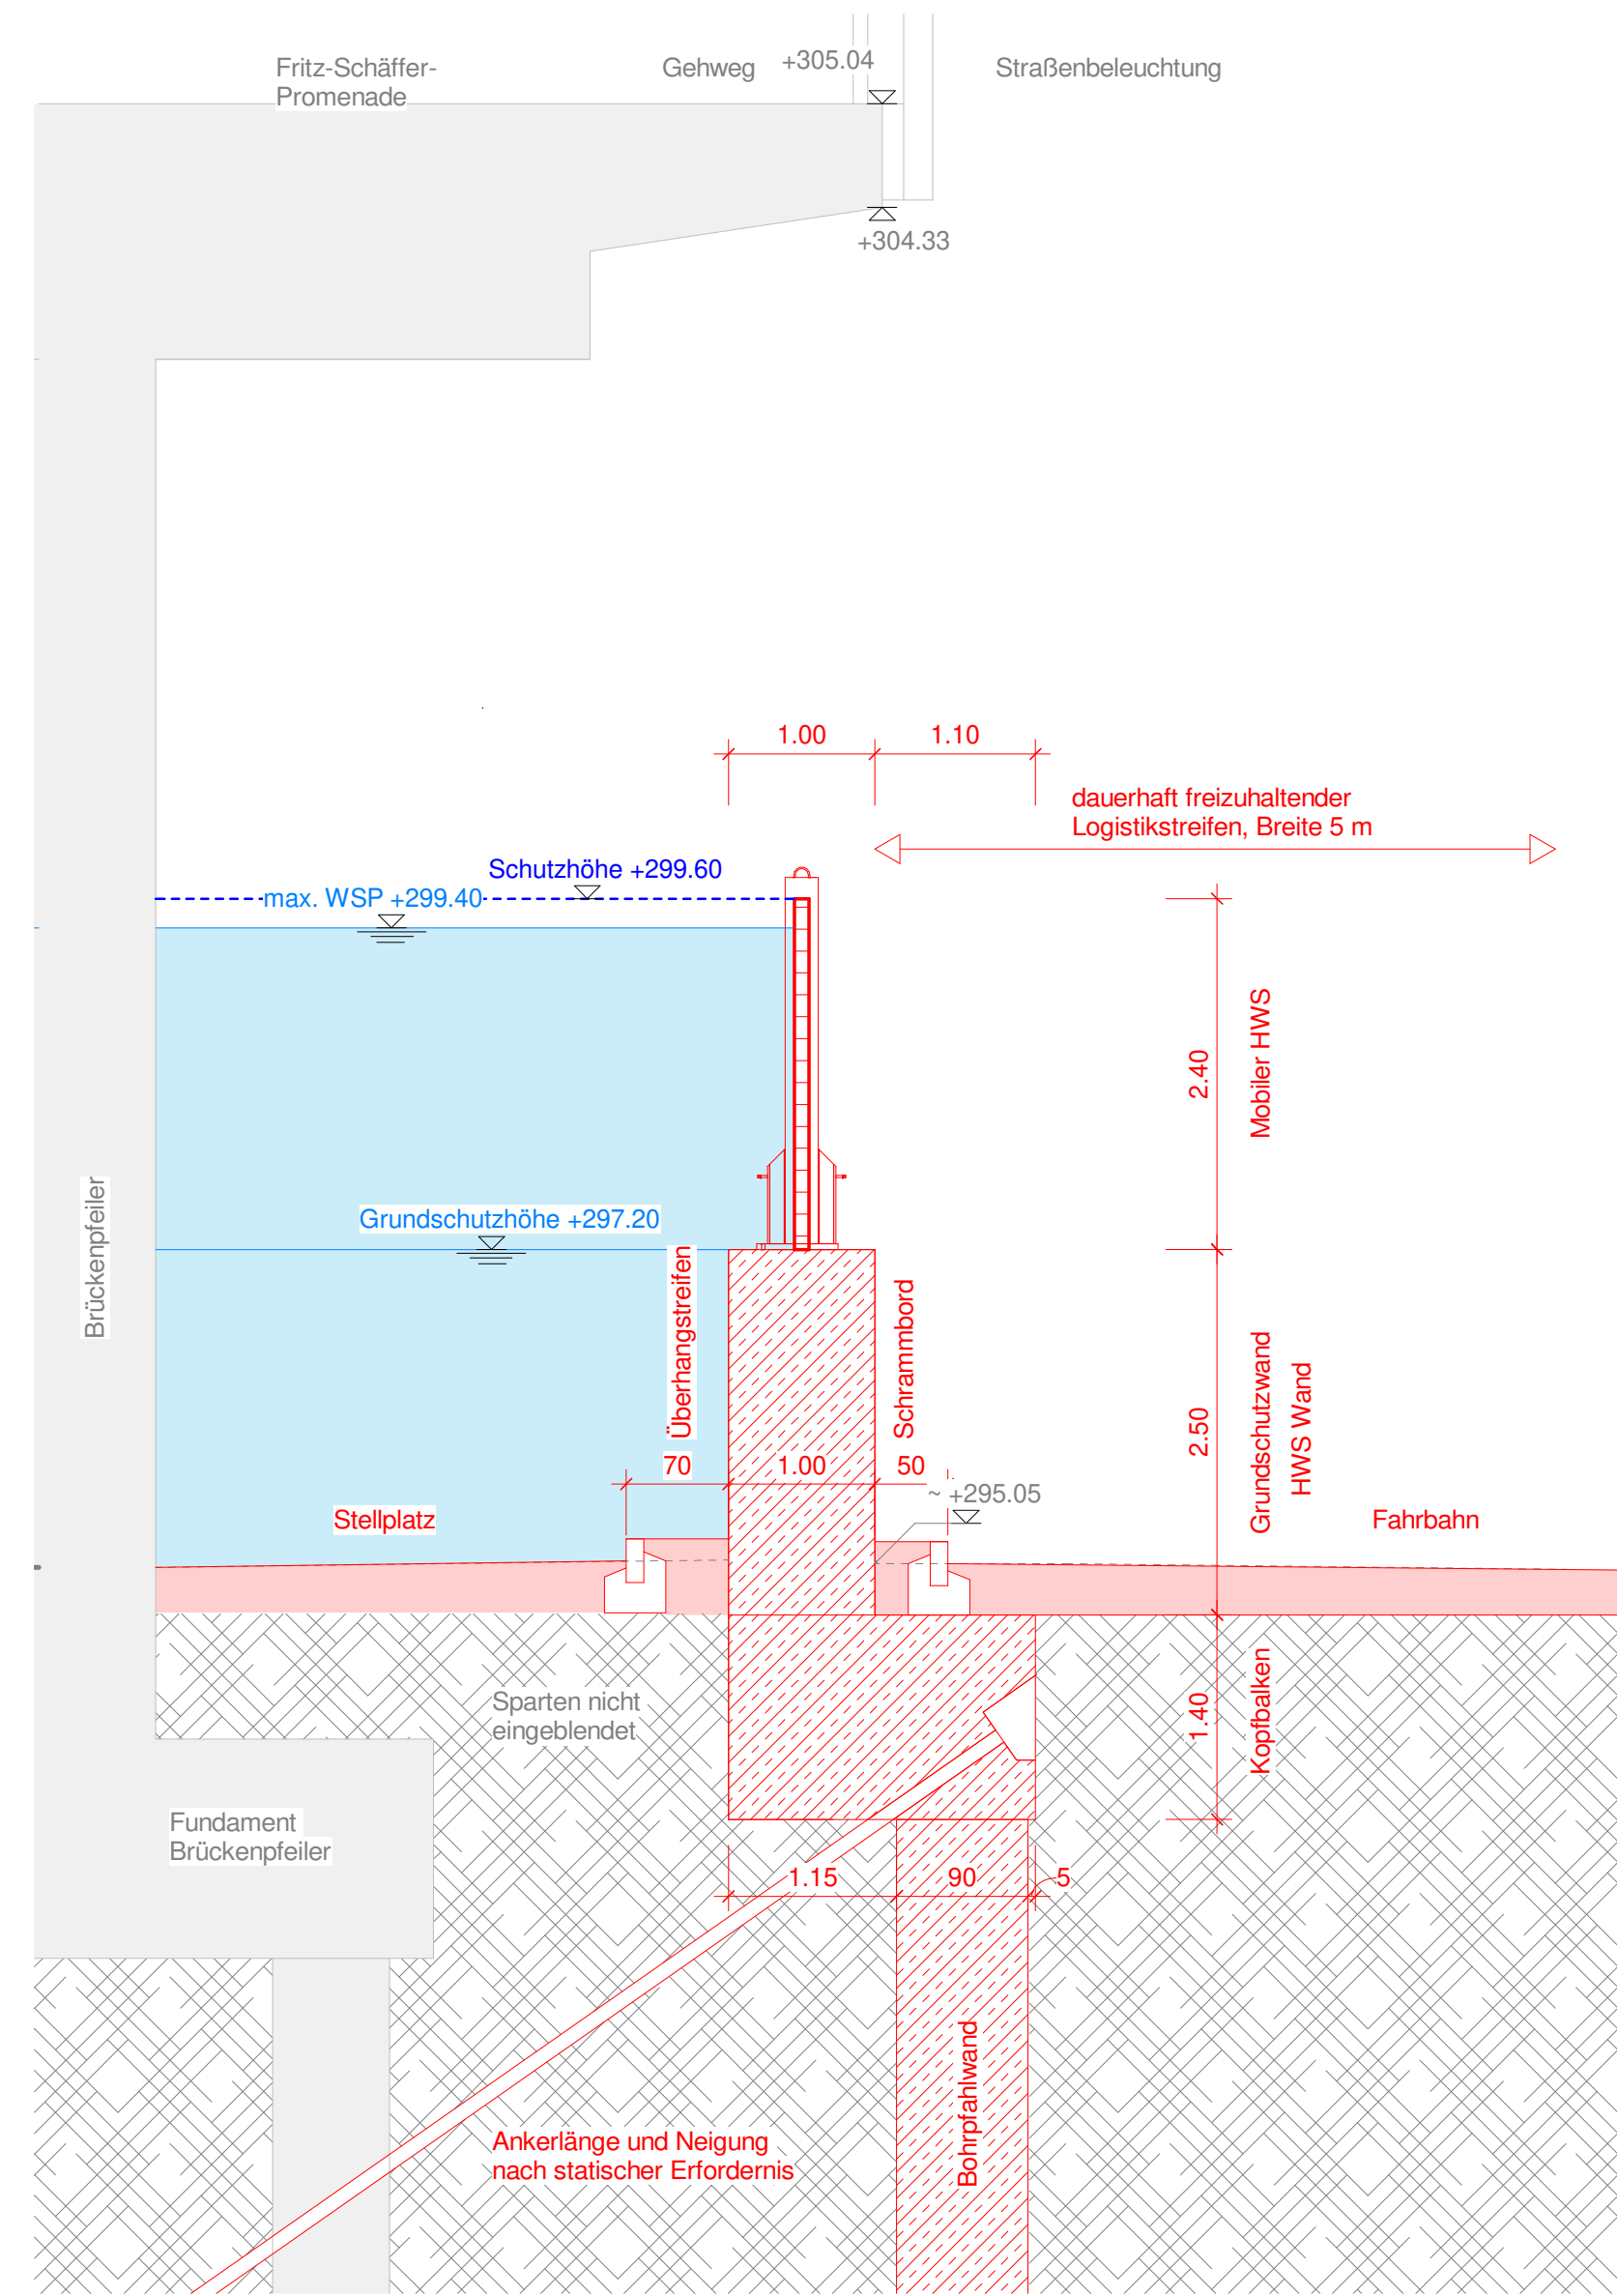 Fritz-Schäffer-
Promenade
Gehweg
+305.04
Straßenbeleuchtung
+304.33
1.00
1.10
dauerhaft freizuhaltender
Logistikstreifen, Breite 5 m
Schutzhöhe +299.60
max. WSP +299.40
2.40
Mobiler HWS
Brückenpfeiler
Grundschutzhöhe +297.20
Überhangstreifen
Schrammbord
2.50
Grundschutzwand
HWS Wand
70
1.00
50
~ +295.05
Stellplatz
Fahrbahn
Sparten nicht
eingeblendet
1.40
Kopfbalken
Fundament
Brückenpfeiler
1.15
90
5
Bohrpfahlwand
Ankerlänge und Neigung
nach statischer Erfordernis